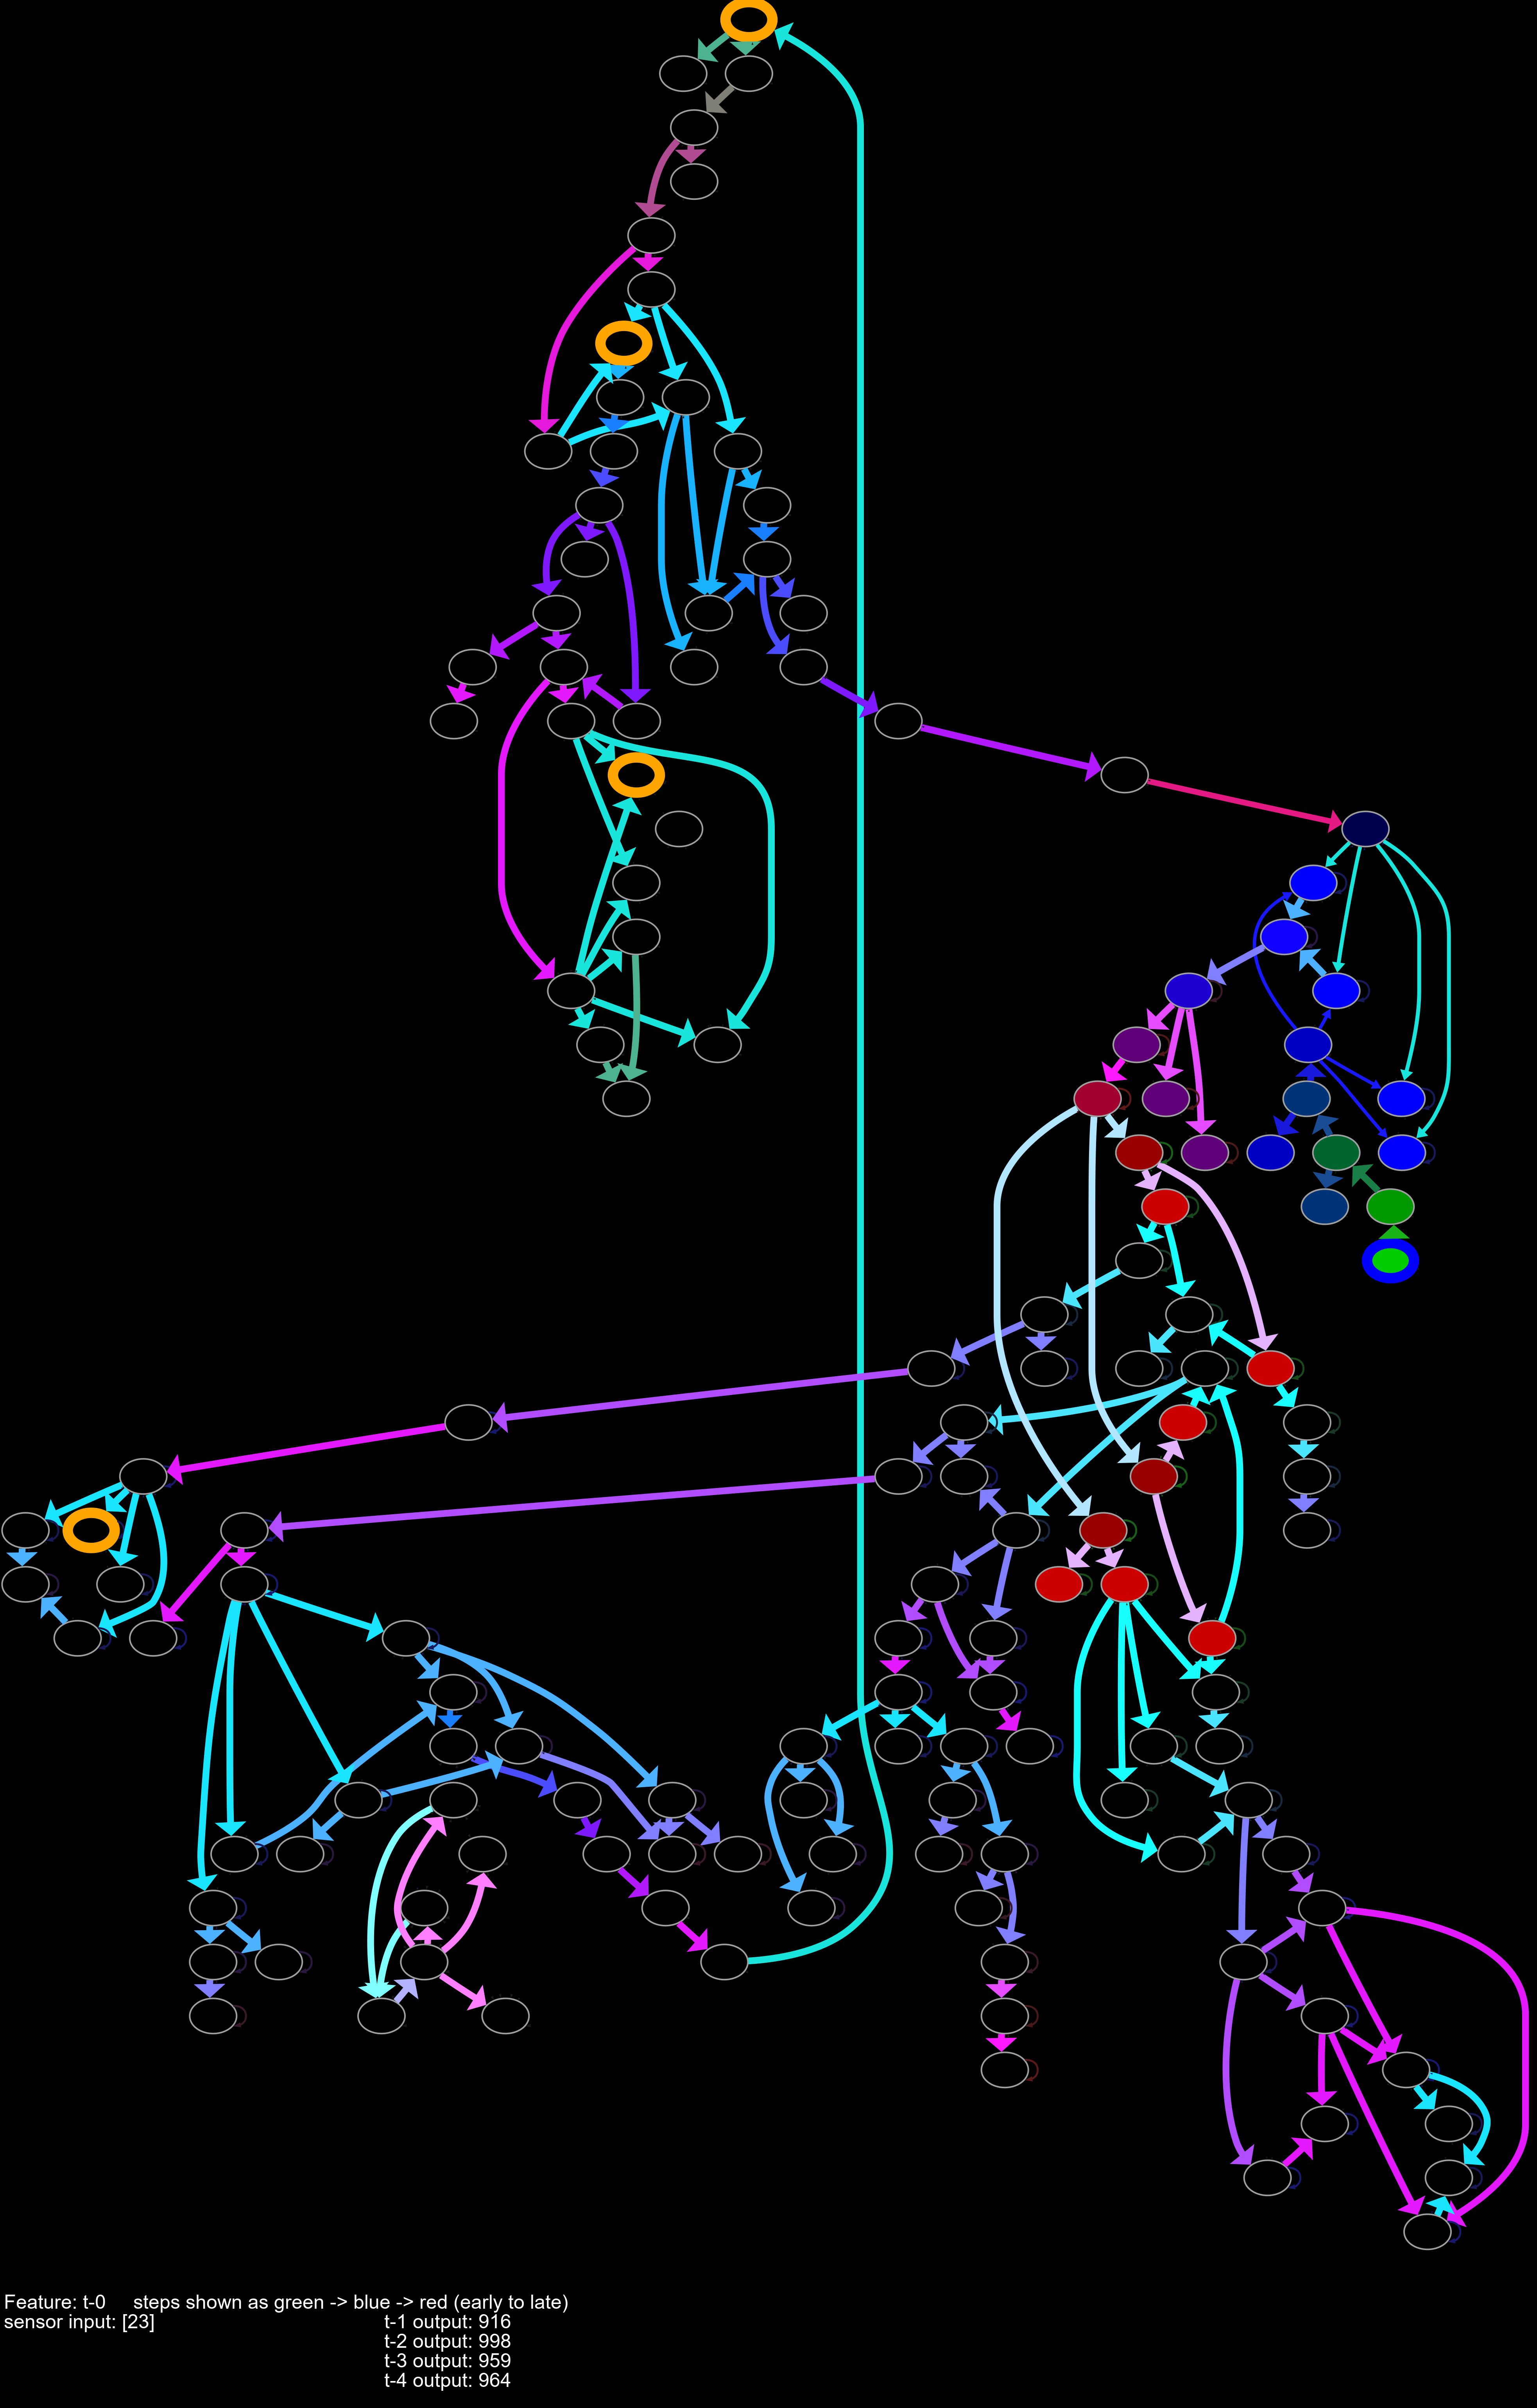 Feature: t-0 steps shown as green -> blue -> red (early to late)
sensor input: [23] t-1 output: 916
t-2 output: 998
t-3 output: 959
t-4 output: 964